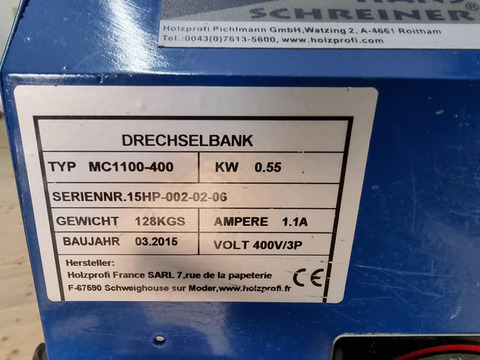 HANS
SCHREINER®
Holzprofi Pichlmann GmbH,Watzing 2, A-4661 Roitham
Tel.:0043(0)7613-5600, www.holzprofi.com
DRECHSELBANK
TYP MC1100-400 KW 0.55
SERIENNR.15HP-002-02-06
GEWICHT 128KGS AMPERE 1.1A
BAUJAHR 03.2015 VOLT 400V/3P
Hersteller:
Holzprofi France SARL 7,rue de la papeterie
F-67590 Schweighouse sur Moder,www.holzprofi.fr
CE